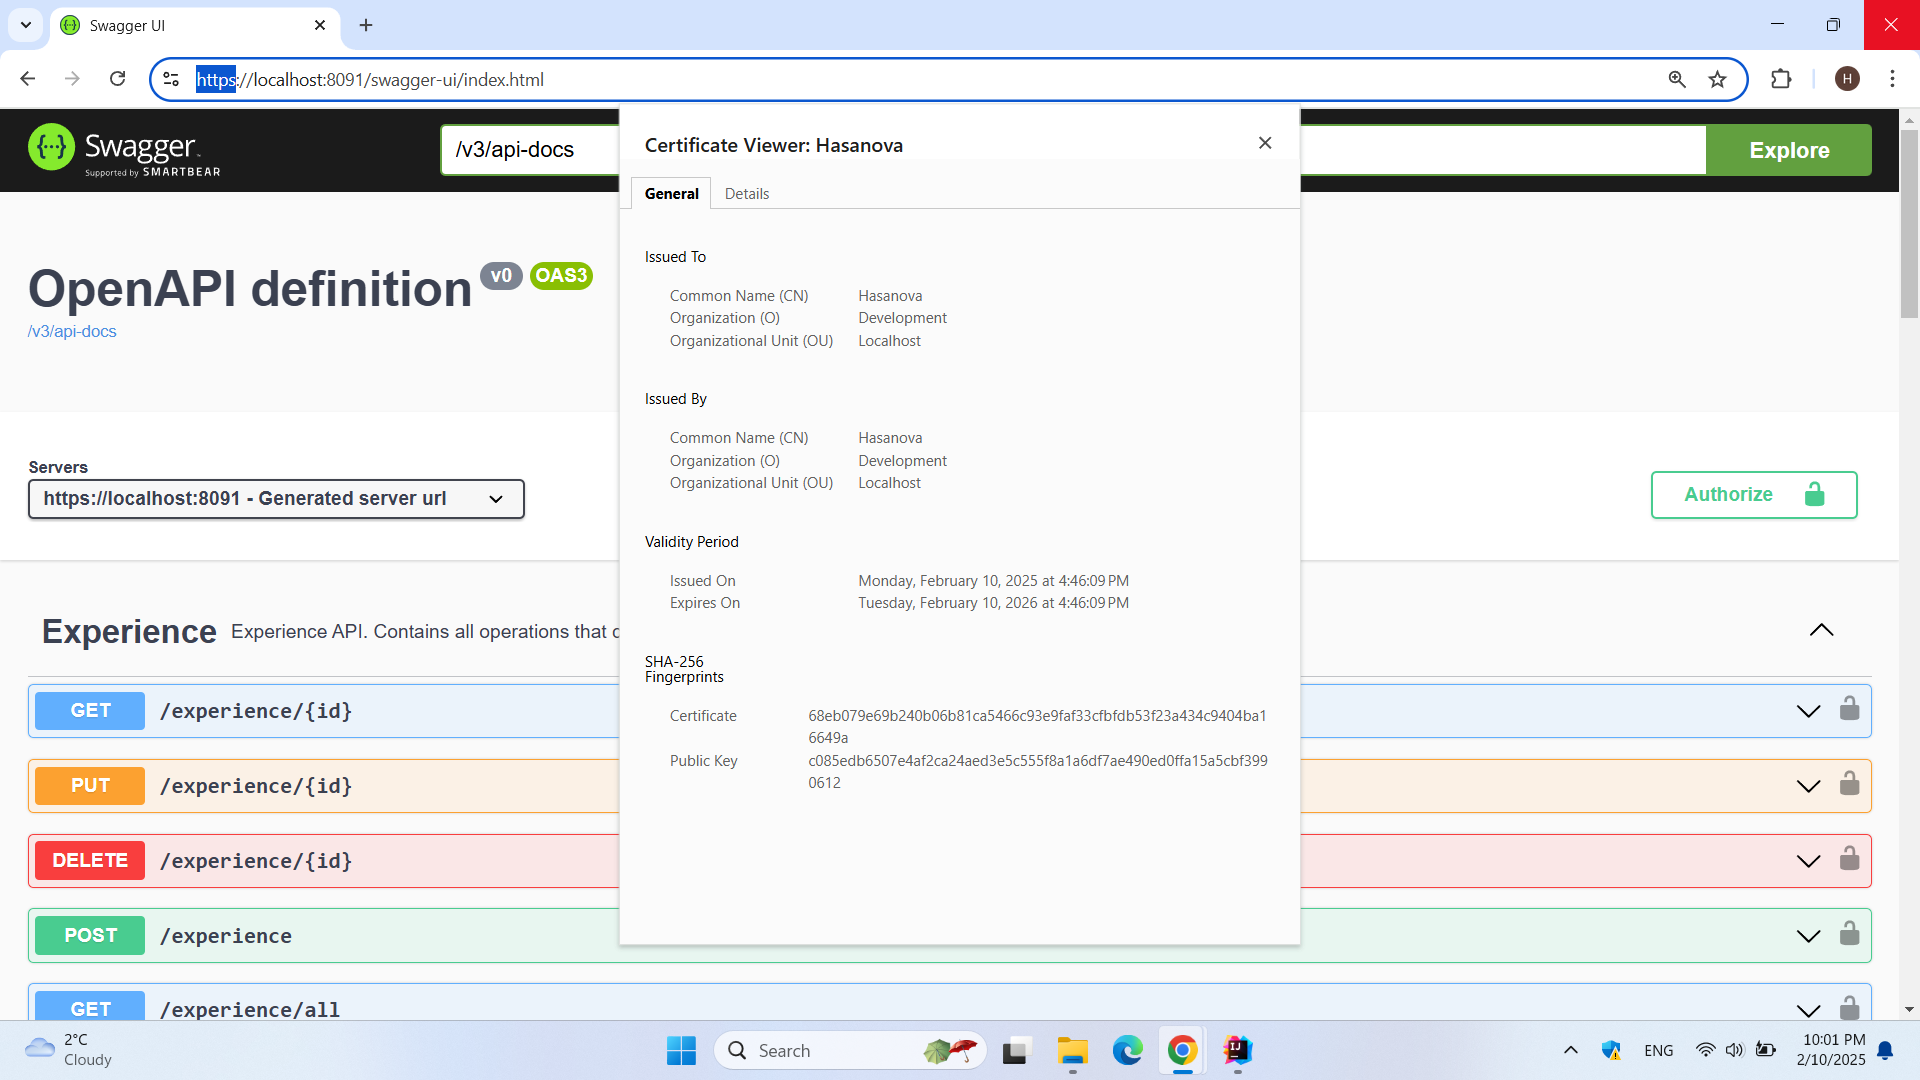 Swagger UI
https://localhost:8091/swagger-ui/index.html
H
Swagger
Supported by SMARTBEAR
/v3/api-docs
Explore
OpenAPI definition v0 OAS3
/v3/api-docs
Servers
https://localhost:8091 - Generated server url
Authorize
Experience Experience API. Contains all operations that
GET /experience/{id}
PUT /experience/{id}
DELETE /experience/{id}
POST /experience
GET /experience/all
Certificate Viewer: Hasanova
General Details
Issued To
Common Name (CN) Hasanova
Organization (O) Development
Organizational Unit (OU) Localhost
Issued By
Common Name (CN) Hasanova
Organization (O) Development
Organizational Unit (OU) Localhost
Validity Period
Issued On Monday, February 10, 2025 at 4:46:09 PM
Expires On Tuesday, February 10, 2026 at 4:46:09 PM
SHA-256
Fingerprints
Certificate 68eb079e69b240b06b81ca5466c93e9faf33cfbfdb53f23a434c9404ba1
6649a
Public Key c085edb6507e4af2ca24aed3e5c555f8a1a6df7ae490ed0ffa15a5cbf399
0612
2°C
Cloudy
Search
IJ
ENG
10:01 PM
2/10/2025